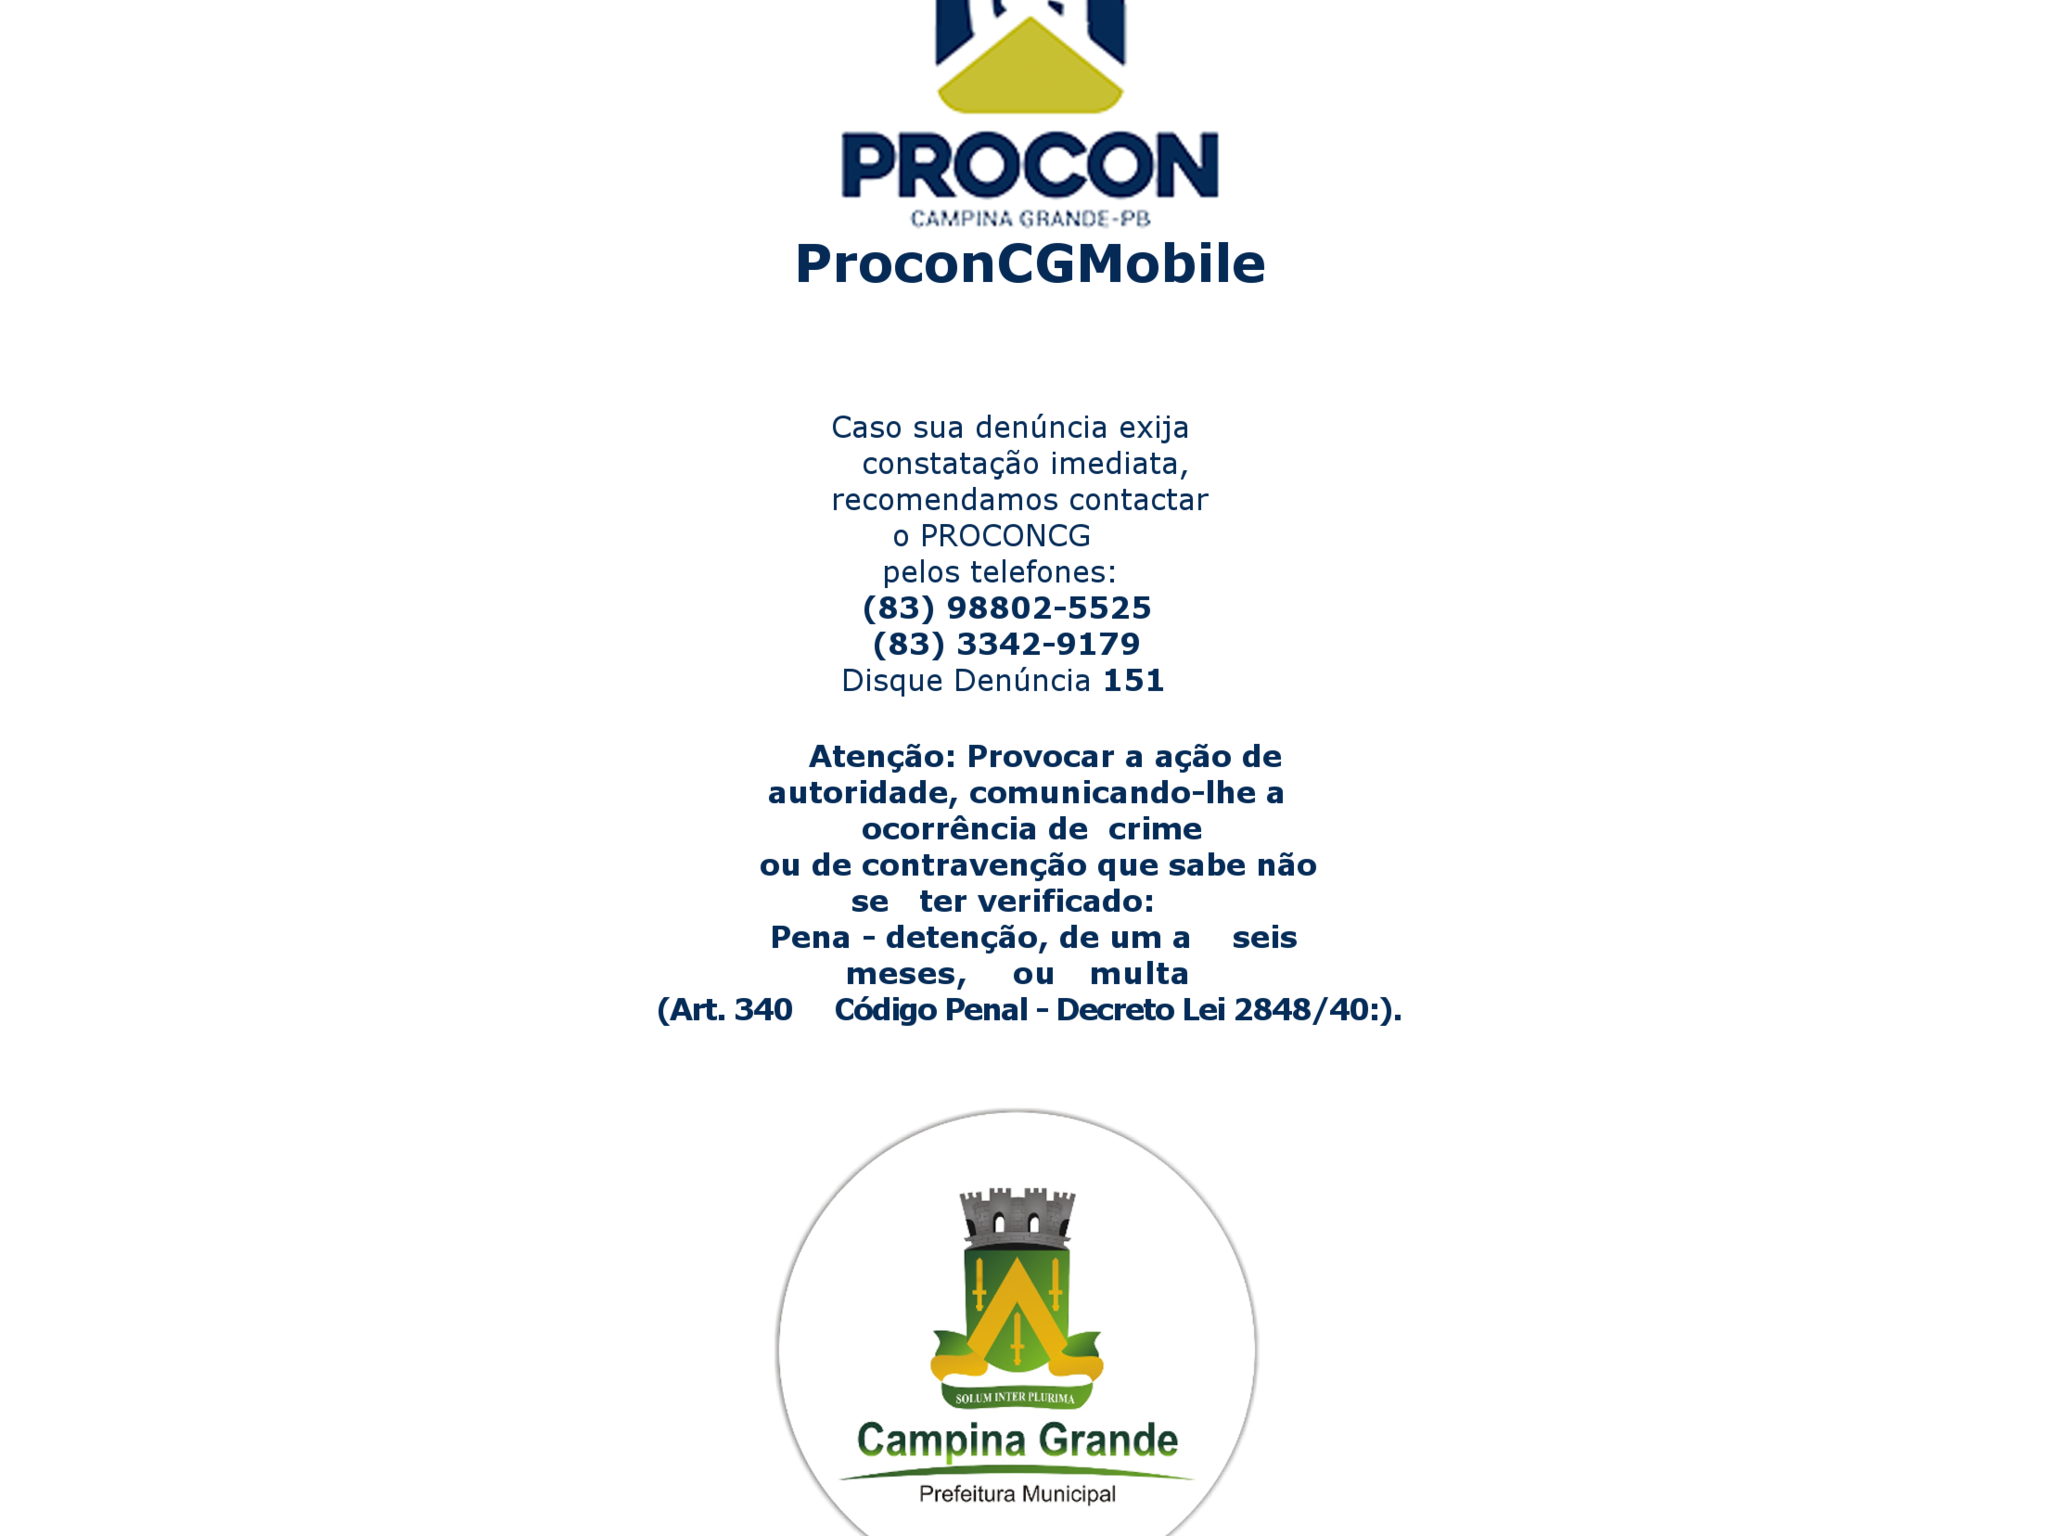 PROCON
CAMPINA GRANDE-PB
ProconCGMobile
Caso sua denúncia exija
constatação imediata,
recomendamos contactar
o PROCONCG
pelos telefones:
(83) 98802-5525
(83) 3342-9179
Disque Denúncia 151
Atenção: Provocar a ação de
autoridade, comunicando-lhe a
ocorrência de crime
ou de contravenção que sabe não
se ter verificado:
Pena - detenção, de um a seis
meses, ou multa
(Art. 340 Código Penal - Decreto Lei 2848/40:).
SOLUM INTER PLURIMA
Campina Grande
Prefeitura Municipal